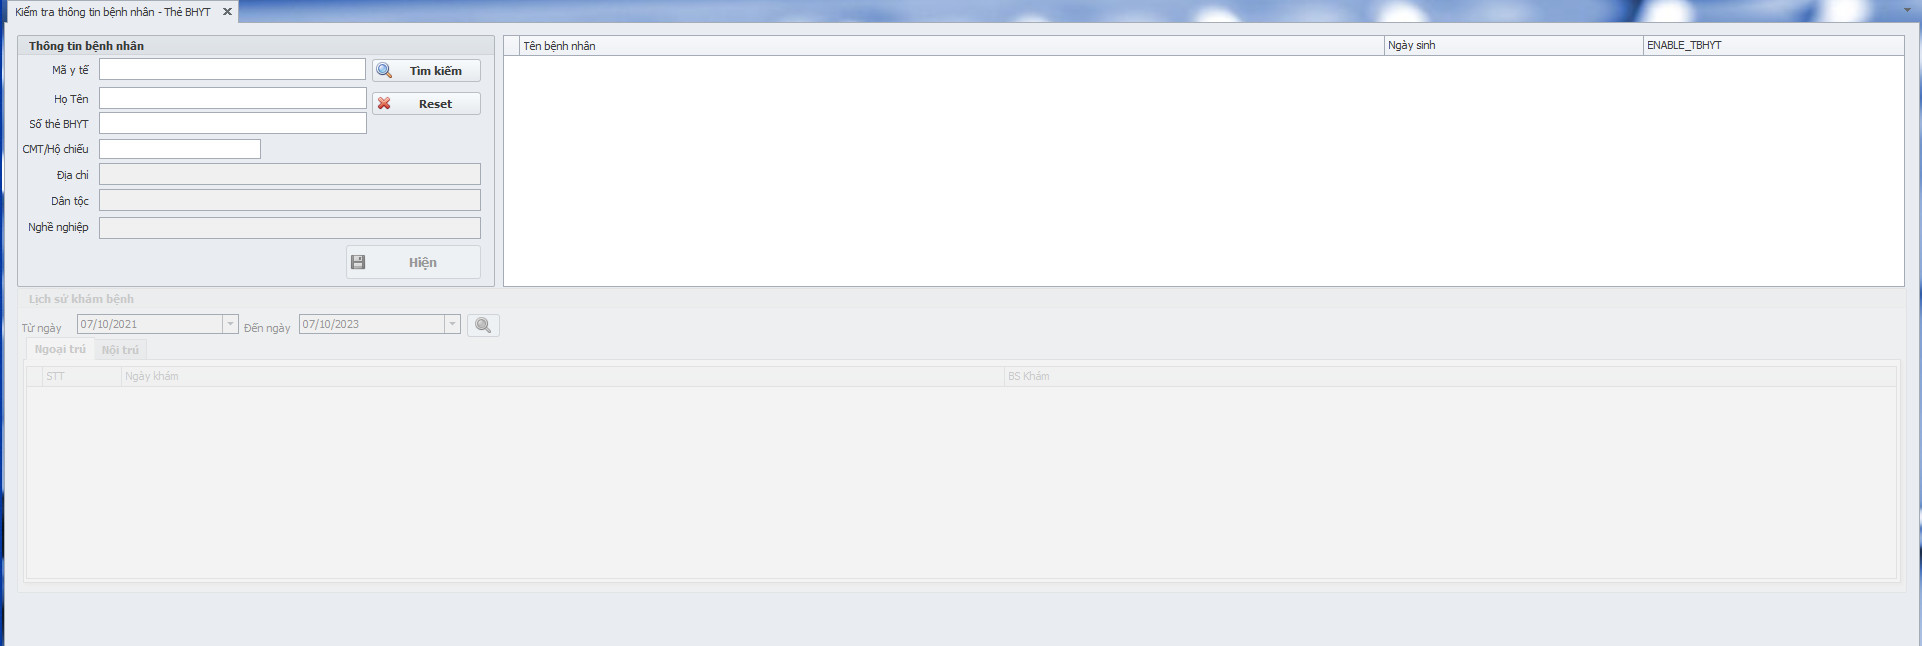 Kiểm tra thông tin bệnh nhân - Thẻ BHYT
Thông tin bệnh nhân
Mã y tế
Tìm kiếm
Họ Tên
Reset
Số thẻ BHYT
CMT/Hộ chiếu
Địa chỉ
Dân tộc
Nghề nghiệp
Hiện
Tên bệnh nhân Ngày sinh ENABLE_TBHYT
Lịch sử khám bệnh
Từ ngày 07/10/2021 Đến ngày 07/10/2023
Ngoại trú Nội trú
STT Ngày khám BS Khám